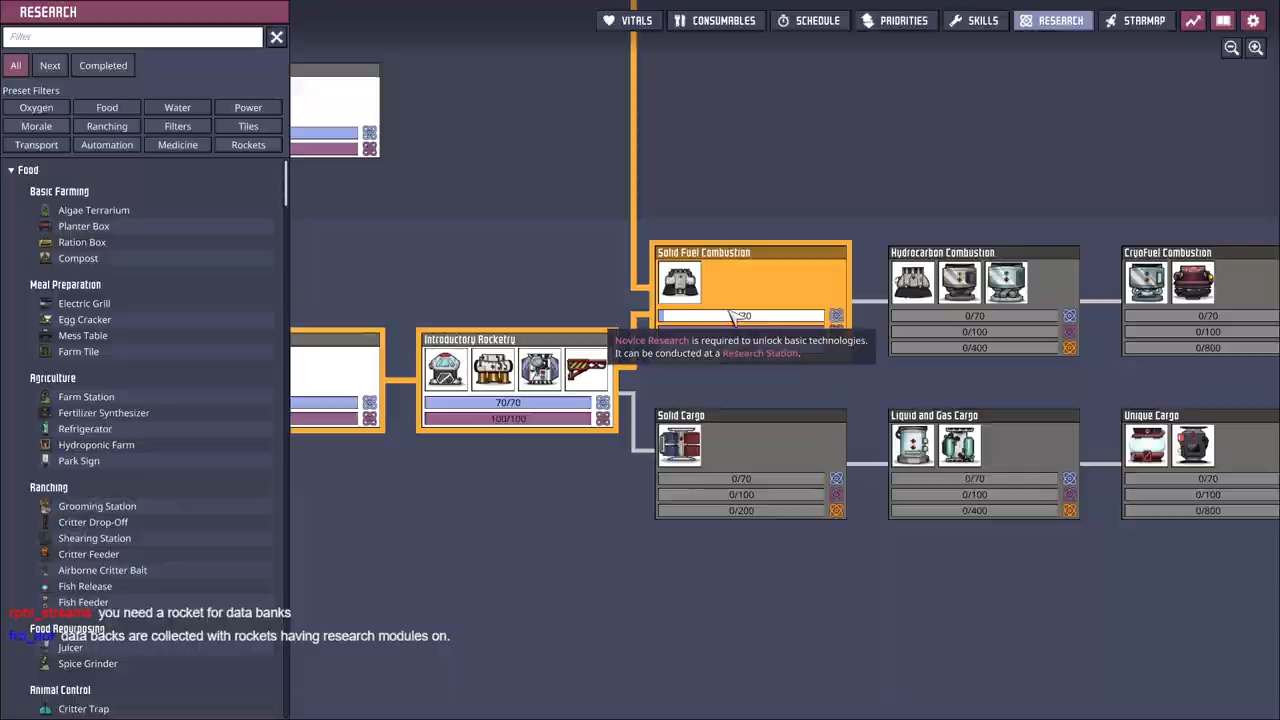 RESEARCH
VITALS
CONSUMABLES
SCHEDULE
PRIORITIES
SKILLS
RESEARCH
STARMAP
Filter
All
Next
Completed
Preset Filters
Oxygen
Food
Water
Power
Morale
Ranching
Filters
Tiles
Transport
Automation
Medicine
Rockets
Food
Basic Farming
Algae Terrarium
Planter Box
Ration Box
Compost
Meal Preparation
Electric Grill
Egg Cracker
Mess Table
Farm Tile
Agriculture
Farm Station
Fertilizer Synthesizer
Refrigerator
Hydroponic Farm
Park Sign
Ranching
Grooming Station
Critter Drop-Off
Shearing Station
Critter Feeder
Airborne Critter Bait
Fish Release
Fish Feeder
Food Repurposing
Juicer
Spice Grinder
Animal Control
Critter Trap
Introductory Rocketry
70/70
100/100
Solid Fuel Combustion
Novice Research is required to unlock basic technologies.
It can be conducted at a Research Station.
Hydrocarbon Combustion
0/70
0/100
0/400
CryoFuel Combustion
0/70
0/100
0/800
Solid Cargo
0/70
0/100
0/200
Liquid and Gas Cargo
0/70
0/100
0/400
Unique Cargo
0/70
0/100
0/800
rphi_streams you need a rocket for data banks
data backs are collected with rockets having research modules on.